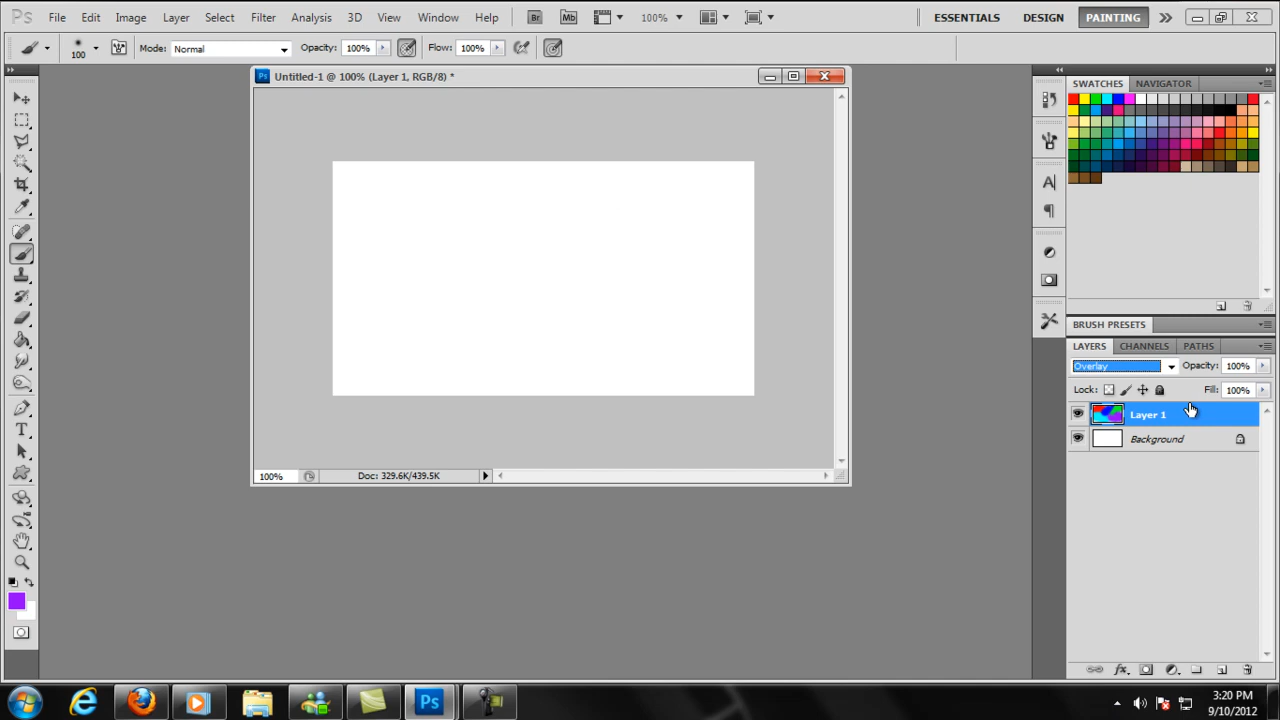 Ps File Edit Image Layer Select Filter Analysis 3D View Window Help Br Mb 100% ESSENTIALS DESIGN PAINTING
100 Mode: Normal Opacity: 100% Flow: 100%
Ps Untitled-1 @ 100% (Layer 1, RGB/8) *
SWATCHES NAVIGATOR
BRUSH PRESETS
LAYERS CHANNELS PATHS
Overlay Opacity: 100%
Lock: Fill: 100%
Layer 1
Background
100% Doc: 329.6K/439.5K
Ps
3:20 PM
9/10/2012